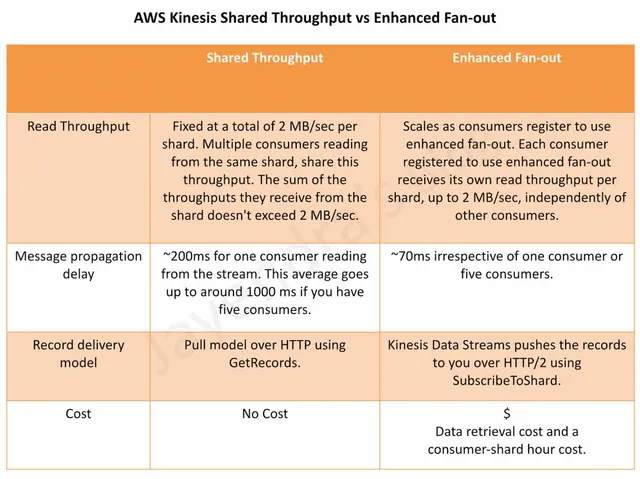 AWS Kinesis Shared Throughput vs Enhanced Fan-out
Shared Throughput
Enhanced Fan-out
Read Throughput
Fixed at a total of 2 MB/sec per
shard. Multiple consumers reading
from the same shard, share this
throughput. The sum of the
throughputs they receive from the
shard doesn't exceed 2 MB/sec.
Scales as consumers register to use
enhanced fan-out. Each consumer
registered to use enhanced fan-out
receives its own read throughput per
shard, up to 2 MB/sec, independently of
other consumers.
Message propagation
delay
~200ms for one consumer reading
from the stream. This average goes
up to around 1000 ms if you have
five consumers.
~70ms irrespective of one consumer or
five consumers.
Record delivery
model
Pull model over HTTP using
GetRecords.
Kinesis Data Streams pushes the records
to you over HTTP/2 using
SubscribeToShard.
Cost
No Cost
$
Data retrieval cost and a
consumer-shard hour cost.